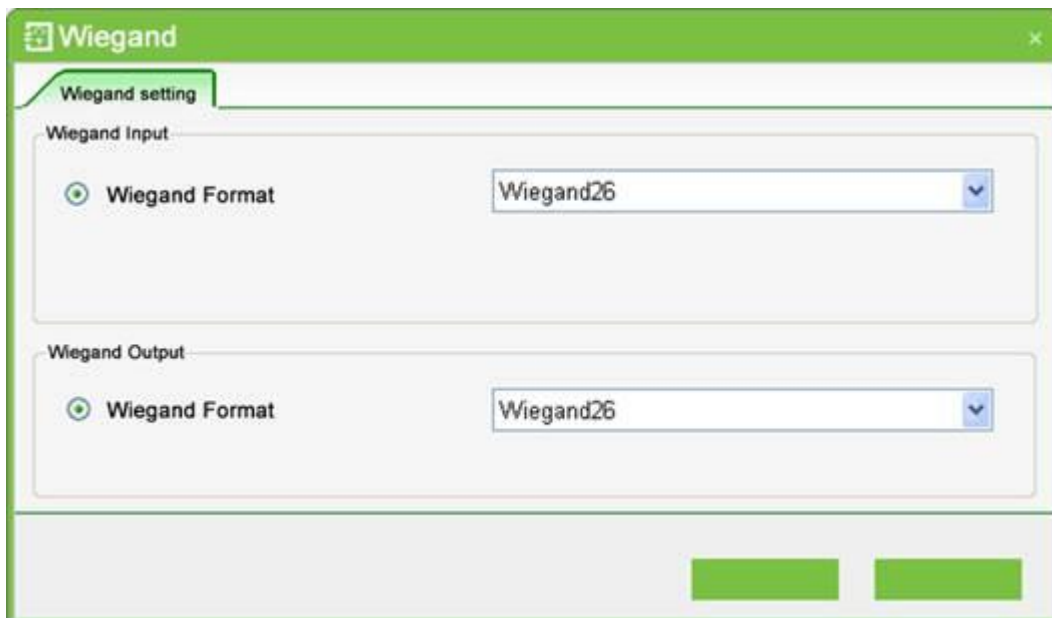 Wiegand
Wiegand setting
Wiegand Input
Wiegand Format
Wiegand26
Wiegand Output
Wiegand Format
Wiegand26